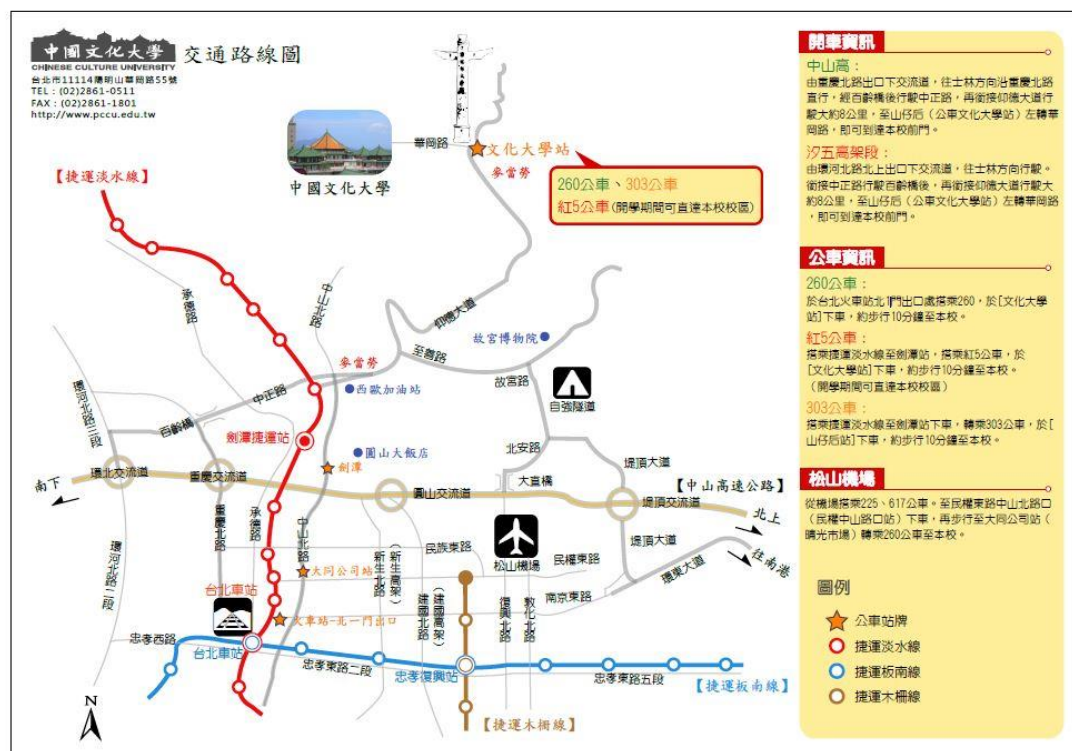 中國文化大學
CHINESE CULTURE UNIVERSITY
交通路線圖
台北市11114陽明山華岡路55號
TEL : (02)2861-0511
FAX : (02)2861-1801
http://www.pccu.edu.tw
華岡路
文化大學站
中國文化大學
麥當勞
260公車、303公車
紅5公車(開學期間可直達本校校區)
【捷運淡水線】
承德路
中山北路
仰德大道
故宮博物院
至善路
麥當勞
環河北路三段
中正路
西歐加油站
故宮路
自強隧道
百齡橋
劍潭捷運站
北安路
圓山大飯店
劍潭
環北交流道
重慶交流道
大直橋
堤頂大道
【中山高速公路】
南下
圓山交流道
堤頂交流道
北上
重慶北路
承德路
中山北路
民族東路
堤頂大道
往南港
環河北路二段
(新生高架)
新生北路
松山機場
民權東路
環東大道
大同公司站
台北車站
(建國高架)
建國北路
復興北路
敦化北路
南京東路
火車站-北一門出口
忠孝西路
台北車站
忠孝東路二段
忠孝復興站
忠孝東路五段
【捷運板南線】
【捷運木柵線】
N
開車資訊
中山高：
由重慶北路出口下交流道，往士林方向沿重慶北路
直行，經百齡橋後行駛中正路，再銜接仰德大道行
駛大約8公里，至山仔后（公車文化大學站）左轉華
岡路，即可到達本校前門。
汐五高架段：
由環河北路北上出口下交流道，往士林方向行駛。
銜接中正路行駛百齡橋後，再銜接仰德大道行駛大
約8公里，至山仔后（公車文化大學站）左轉華岡路
，即可到達本校前門。
公車資訊
260公車：
於台北火車站北1門出口處搭乘260，於[文化大學
站]下車，約步行10分鐘至本校。
紅5公車：
搭乘捷運淡水線至劍潭站，搭乘紅5公車，於
[文化大學站]下車，約步行10分鐘至本校。
（開學期間可直達本校校區）
303公車：
搭乘捷運淡水線至劍潭站下車，轉乘303公車，於[
山仔后站]下車，約步行10分鐘至本校。
松山機場
從機場搭乘225、617公車。至民權東路中山北路口
（民權中山路口站）下車，再步行至大同公司站（
晴光市場）轉乘260公車至本校。
圖例
公車站牌
捷運淡水線
捷運板南線
捷運木柵線